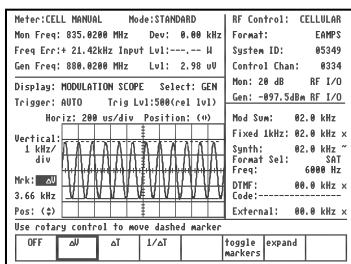 Meter:CELL MANUAL Mode:STANDARD
Mon Freq: 835.0200 MHz Dev: 0.00 kHz
Freq Err:+ 21.42kHz Input Lvl:---.-- W
Gen Freq: 880.0200 MHz Lvl: 2.98 uV
Display: MODULATION SCOPE Select: GEN
Trigger: AUTO Trig Lvl:500(rel lvl)
Horiz: 200 us/div Position: (↔)
Vertical:
1 kHz/
div
Mrk: ΔV
3.66 kHz
Pos: (↕)
RF Control: CELLULAR
Format: EAMPS
System ID: 05349
Control Chan: 0334
Mon: 20 dB RF I/O
Gen: -097.5dBm RF I/O
Mod Sum: 02.0 kHz
Fixed 1kHz: 02.0 kHz x
Synth: 02.0 kHz ~
Format Sel: SAT
Freq: 6000 Hz
DTMF: 00.0 kHz x
Code:----------------
External: 00.0 kHz x
Use rotary control to move dashed marker
OFF ΔV ΔT 1/ΔT toggle markers expand